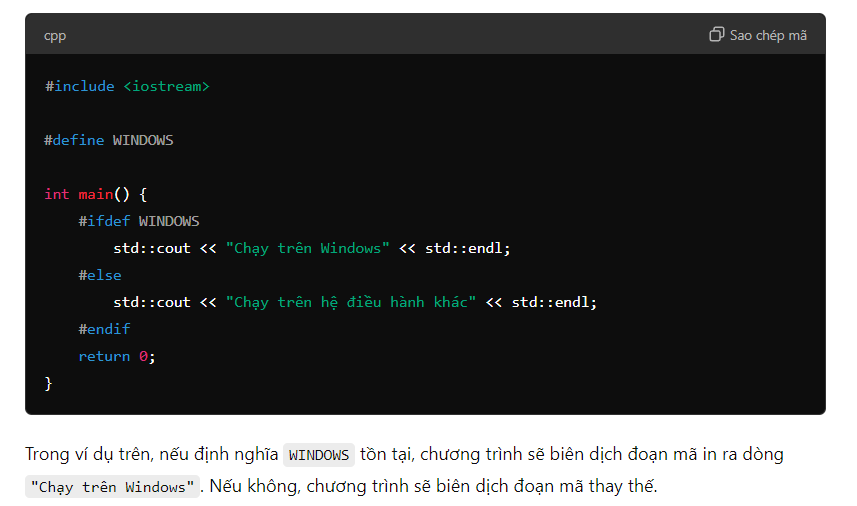 cpp
Sao chép mã
#include <iostream>
#define WINDOWS
int main() {
    #ifdef WINDOWS
        std::cout << "Chạy trên Windows" << std::endl;
    #else
        std::cout << "Chạy trên hệ điều hành khác" << std::endl;
    #endif
    return 0;
}
Trong ví dụ trên, nếu định nghĩa WINDOWS tồn tại, chương trình sẽ biên dịch đoạn mã in ra dòng
"Chạy trên Windows". Nếu không, chương trình sẽ biên dịch đoạn mã thay thế.